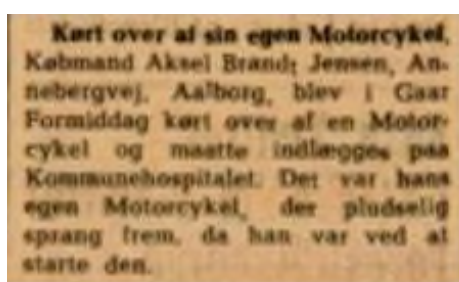 Kørt over af sin egen Motorcykel.
Købmand Aksel Brandt Jensen, An-
nebergvej, Aalborg, blev i Gaar
Formiddag kørt over af en Motor-
cykel og maatte indlægges paa
Kommunehospitalet. Det var hans
egen Motorcykel, der pludselig
sprang frem, da han var ved at
starte den.